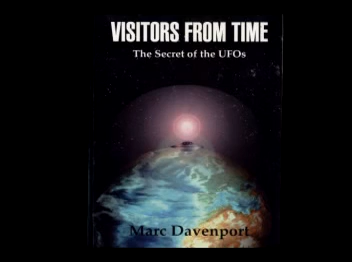 VISITORS FROM TIME
The Secret of the UFOs
Marc Davenport